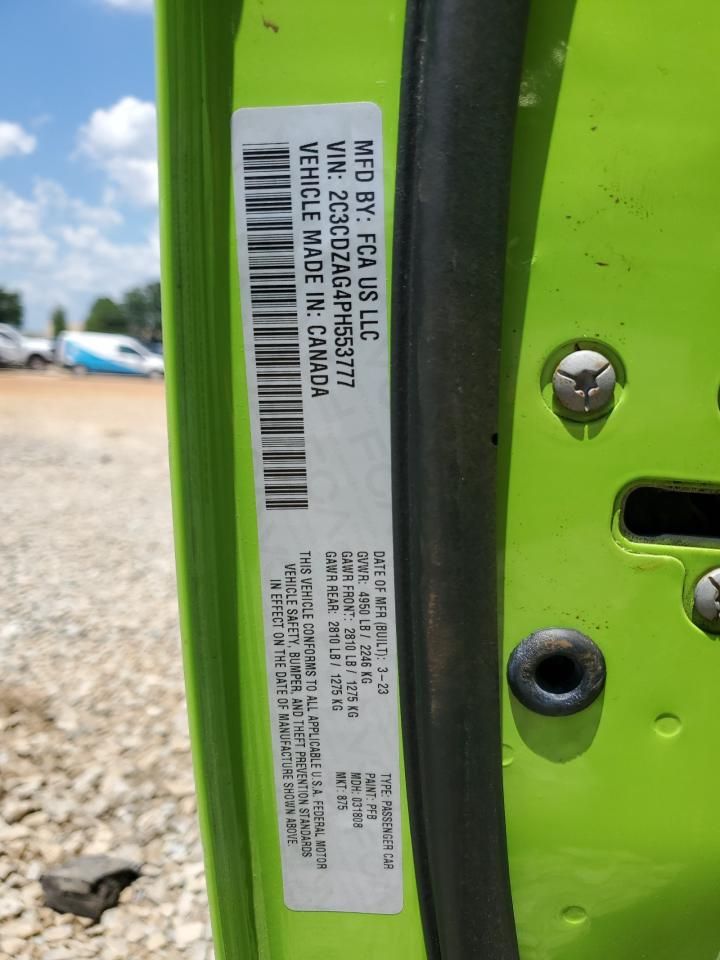 MFD BY: FCA US LLC
VIN: 2C3CDZAG4PH553777
VEHICLE MADE IN: CANADA
DATE OF MFR (BUILT): 3-23
GVWR: 4950 LB / 2246 KG
GAWR FRONT: 2810 LB / 1275 KG
GAWR REAR: 2810 LB / 1275 KG
TYPE: PASSENGER CAR
PAINT: PFB
MDH: 031808
MKT: 875
THIS VEHICLE CONFORMS TO ALL APPLICABLE U.S.A. FEDERAL MOTOR
VEHICLE SAFETY, BUMPER, AND THEFT PREVENTION STANDARDS
IN EFFECT ON THE DATE OF MANUFACTURE SHOWN ABOVE.